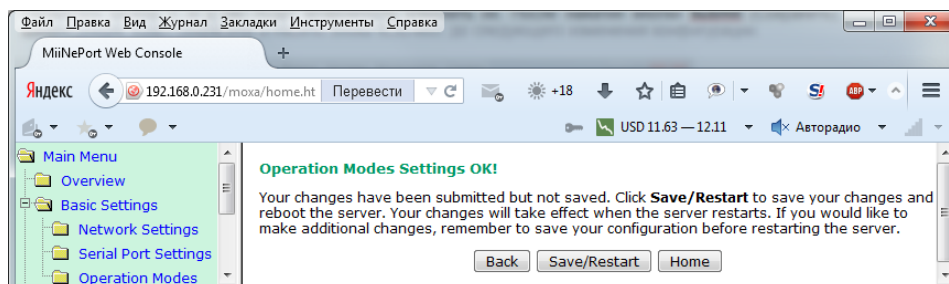 Файл Правка Вид Журнал Закладки Инструменты Справка
MiiNePort Web Console
Яндекс 192.168.0.231/moxa/home.ht Перевести +18 S! ABP
USD 11.63 — 12.11 Авторадио
Main Menu
Overview
Basic Settings
Network Settings
Serial Port Settings
Operation Modes
Operation Modes Settings OK!
Your changes have been submitted but not saved. Click Save/Restart to save your changes and
reboot the server. Your changes will take effect when the server restarts. If you would like to
make additional changes, remember to save your configuration before restarting the server.
Back Save/Restart Home